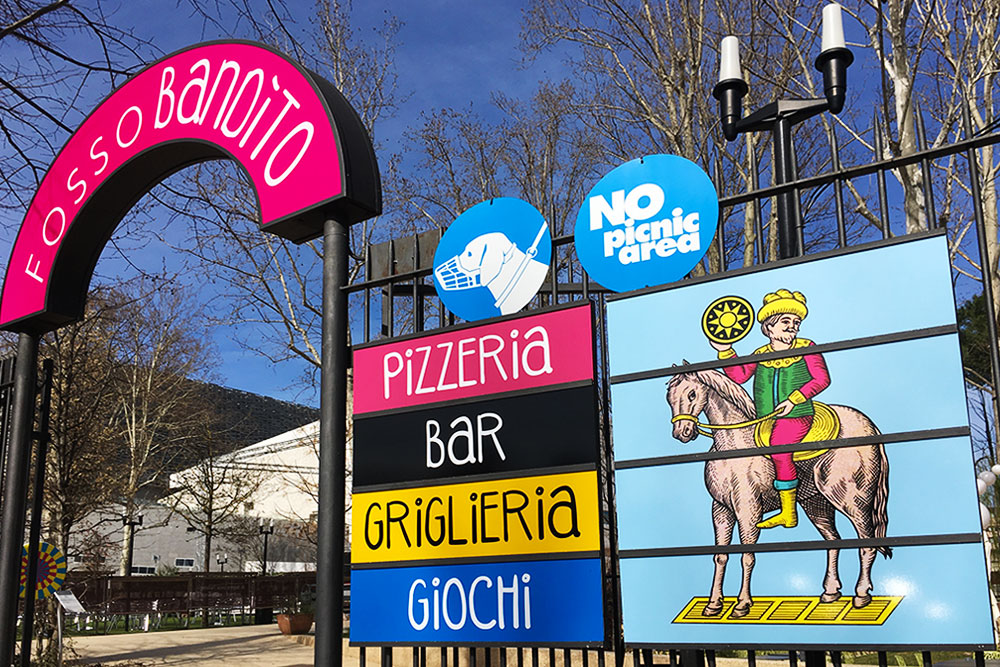 FOSSO BANDITO
NO
picnic
area
PIZZERIA
BAR
GRIGLIERIA
GIOCHI